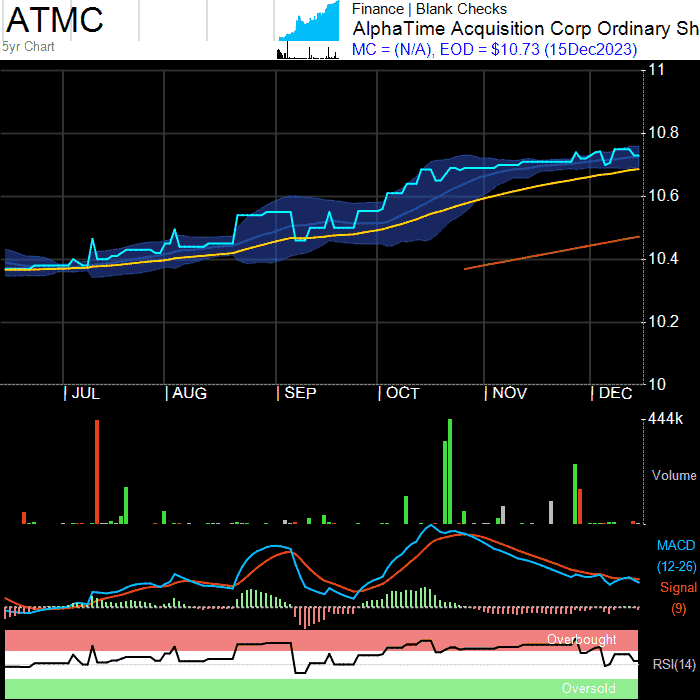 ATMC
5yr Chart
Finance | Blank Checks
AlphaTime Acquisition Corp Ordinary Sh
MC = (N/A), EOD = $10.73 (15Dec2023)
11
10.8
10.6
10.4
10.2
10
JUL
AUG
SEP
OCT
NOV
DEC
444k
Volume
MACD
(12-26)
Signal
(9)
Overbought
RSI(14)
Oversold